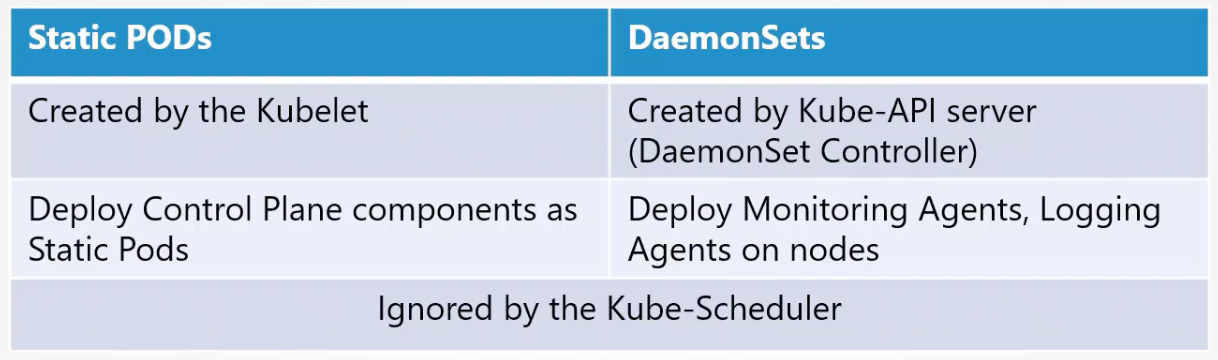 Static PODs
DaemonSets
Created by the Kubelet
Created by Kube-API server
(DaemonSet Controller)
Deploy Control Plane components as
Static Pods
Deploy Monitoring Agents, Logging
Agents on nodes
Ignored by the Kube-Scheduler